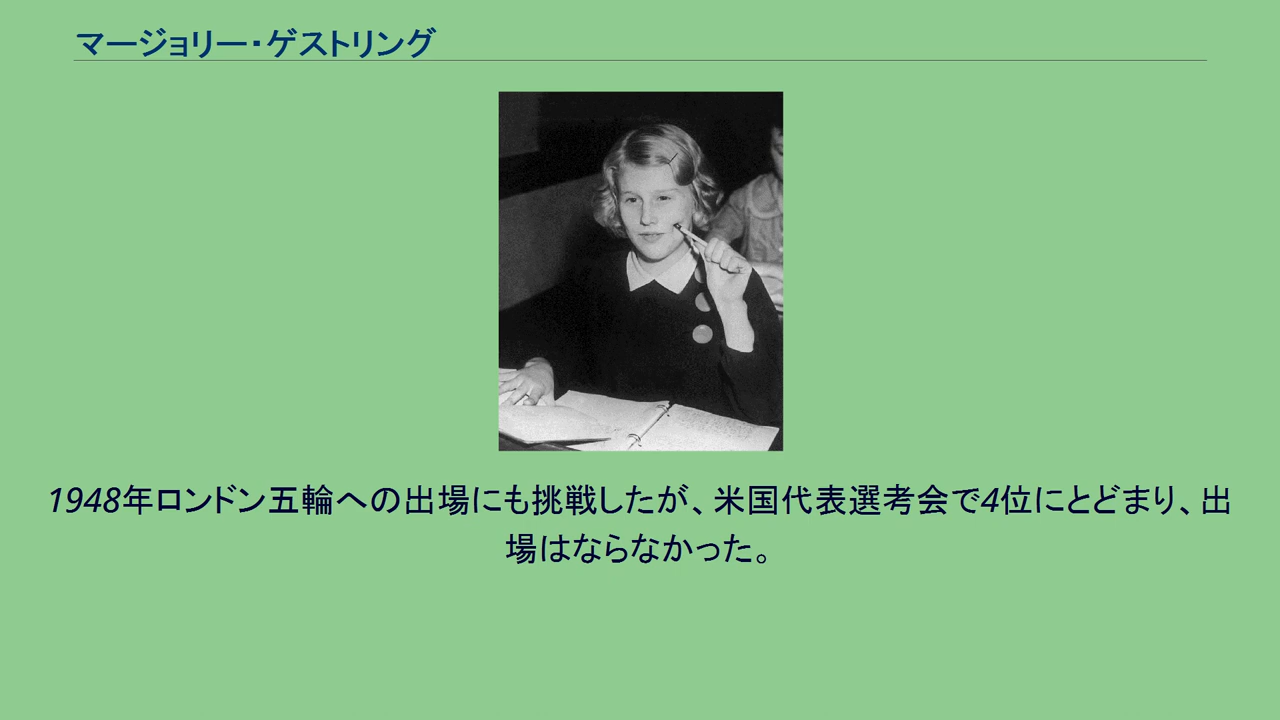 マージョリー・ゲストリング
1948年ロンドン五輪への出場にも挑戦したが、米国代表選考会で4位にとどまり、出
場はならなかった。